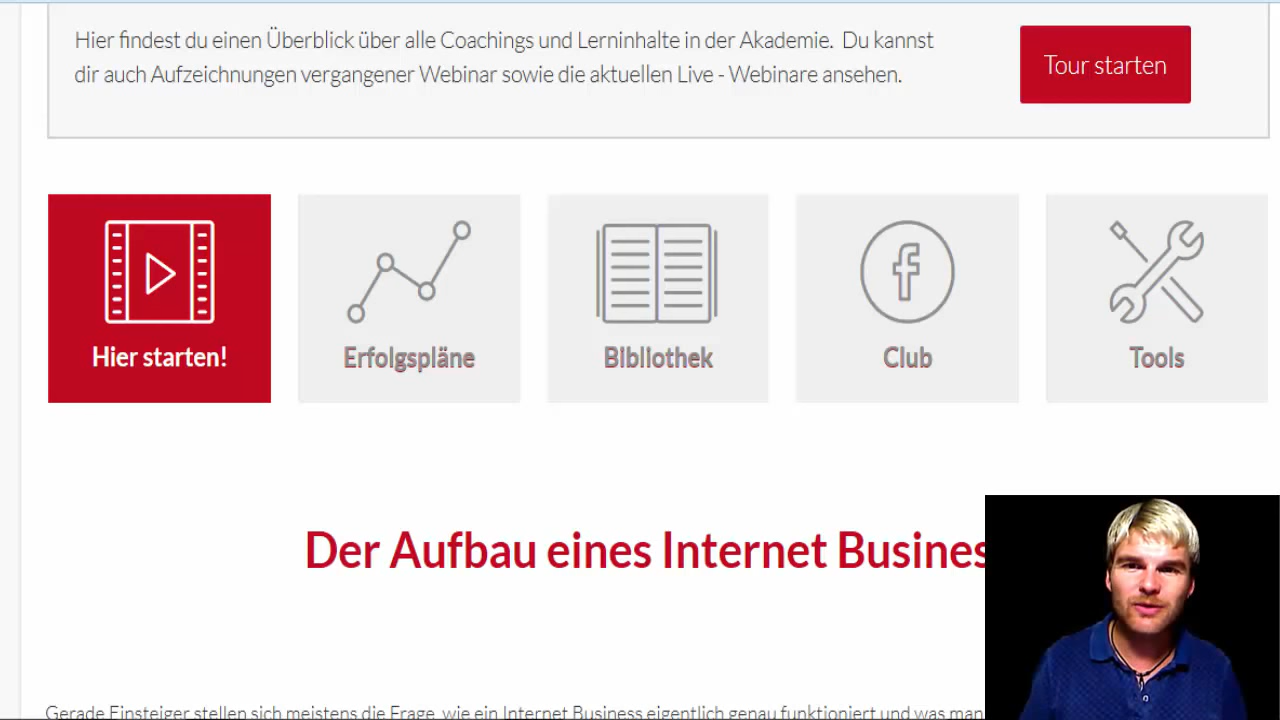 Hier findest du einen Überblick über alle Coachings und Lerninhalte in der Akademie. Du kannst
dir auch Aufzeichnungen vergangener Webinar sowie die aktuellen Live - Webinare ansehen.
Tour starten
Hier starten!
Erfolgspläne
Bibliothek
Club
Tools
Der Aufbau eines Internet Busines
Gerade Einsteiger stellen sich meistens die Frage, wie ein Internet Business eigentlich genau funktioniert und was man